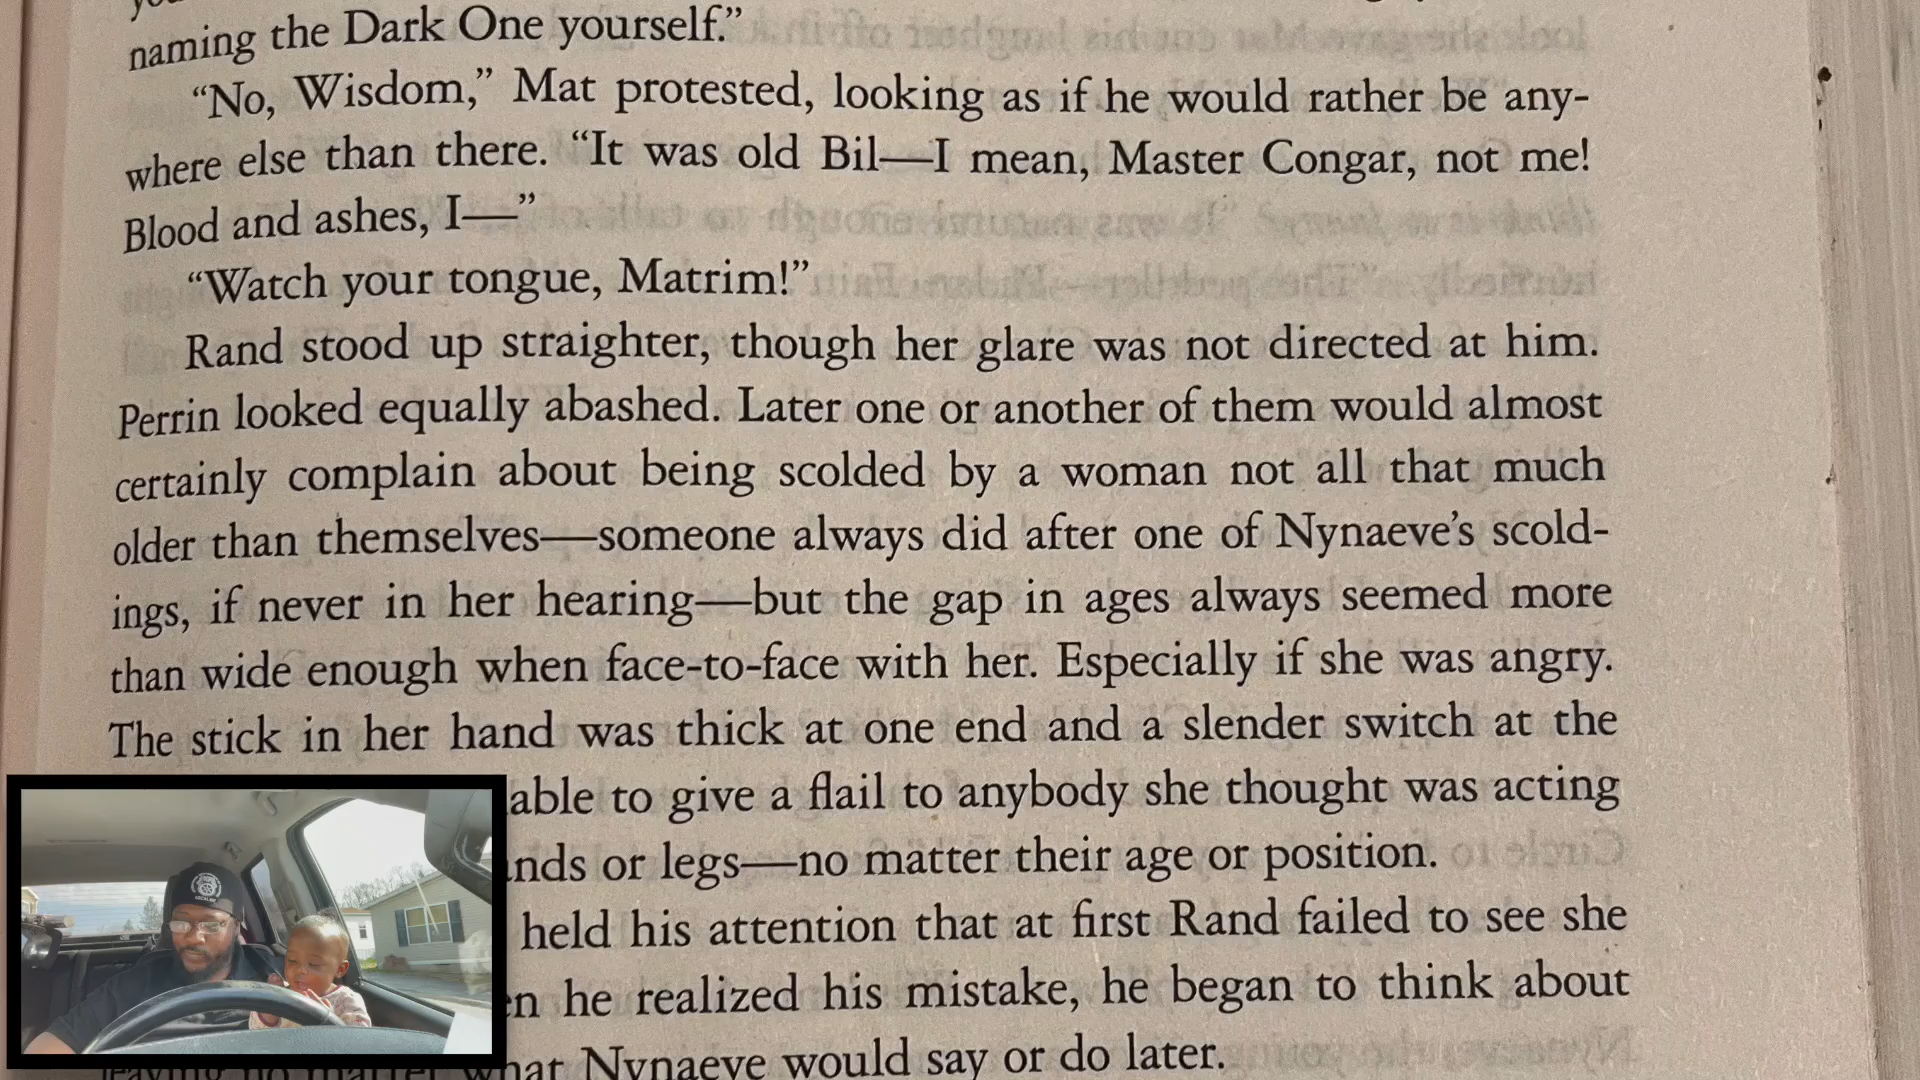 naming the Dark One yourself.”
“No, Wisdom,” Mat protested, looking as if he would rather be any-
where else than there. “It was old Bil—I mean, Master Congar, not me!
Blood and ashes, I—”
“Watch your tongue, Matrim!”
Rand stood up straighter, though her glare was not directed at him.
Perrin looked equally abashed. Later one or another of them would almost
certainly complain about being scolded by a woman not all that much
older than themselves—someone always did after one of Nynaeve’s scold-
ings, if never in her hearing—but the gap in ages always seemed more
than wide enough when face-to-face with her. Especially if she was angry.
The stick in her hand was thick at one end and a slender switch at the
able to give a flail to anybody she thought was acting
or legs—no matter their age or position.
held his attention that at first Rand failed to see she
he realized his mistake, he began to think about
leaving no matter what Nynaeve would say or do later.